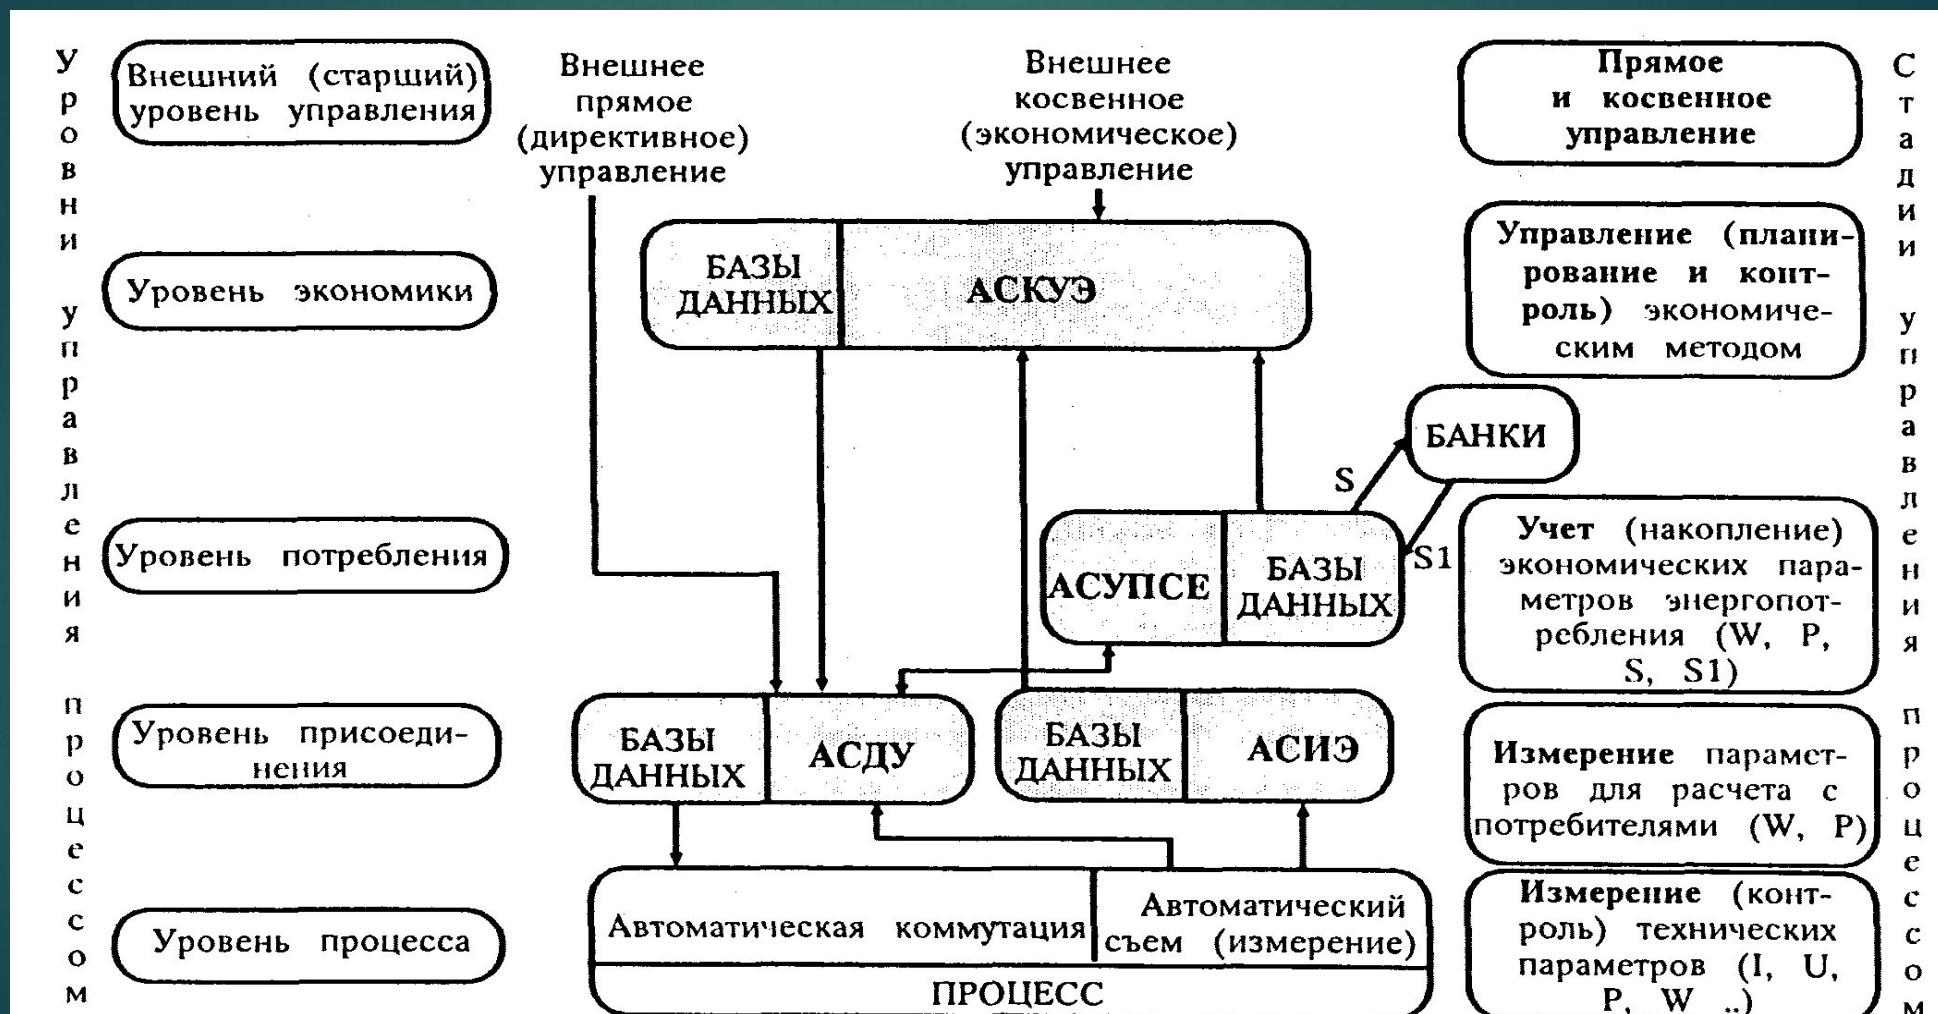 Уровни управления процессом
Внешний (старший)
уровень управления
Уровень экономики
Уровень потребления
Уровень присоеди-
нения
Уровень процесса
Внешнее
прямое
(директивное)
управление
Внешнее
косвенное
(экономическое)
управление
БАЗЫ
ДАННЫХ
АСКУЭ
БАНКИ
S
S1
АСУПСЕ
БАЗЫ
ДАННЫХ
БАЗЫ
ДАННЫХ
АСДУ
БАЗЫ
ДАННЫХ
АСИЭ
Автоматическая коммутация
Автоматический
съем (измерение)
ПРОЦЕСС
Прямое
и косвенное
управление
Управление (плани-
рование и конт-
роль) экономиче-
ским методом
Учет (накопление)
экономических пара-
метров энергопот-
ребления (W, P,
S, S1)
Измерение парамет-
ров для расчета с
потребителями (W, P)
Измерение (конт-
роль) технических
параметров (I, U,
P, W ..)
Стадии управления процессом